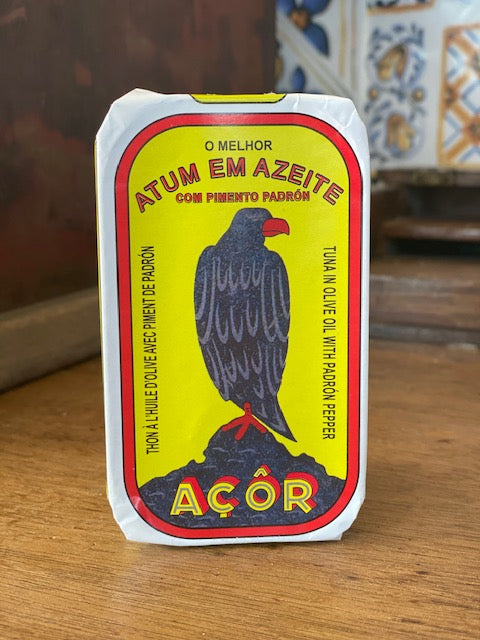 O MELHOR
ATUM EM AZEITE
COM PIMENTO PADRÓN
THON À L'HUILE D'OLIVE AVEC PIMENT DE PADRÓN
TUNA IN OLIVE OIL WITH PADRÓN PEPPER
AÇÔR